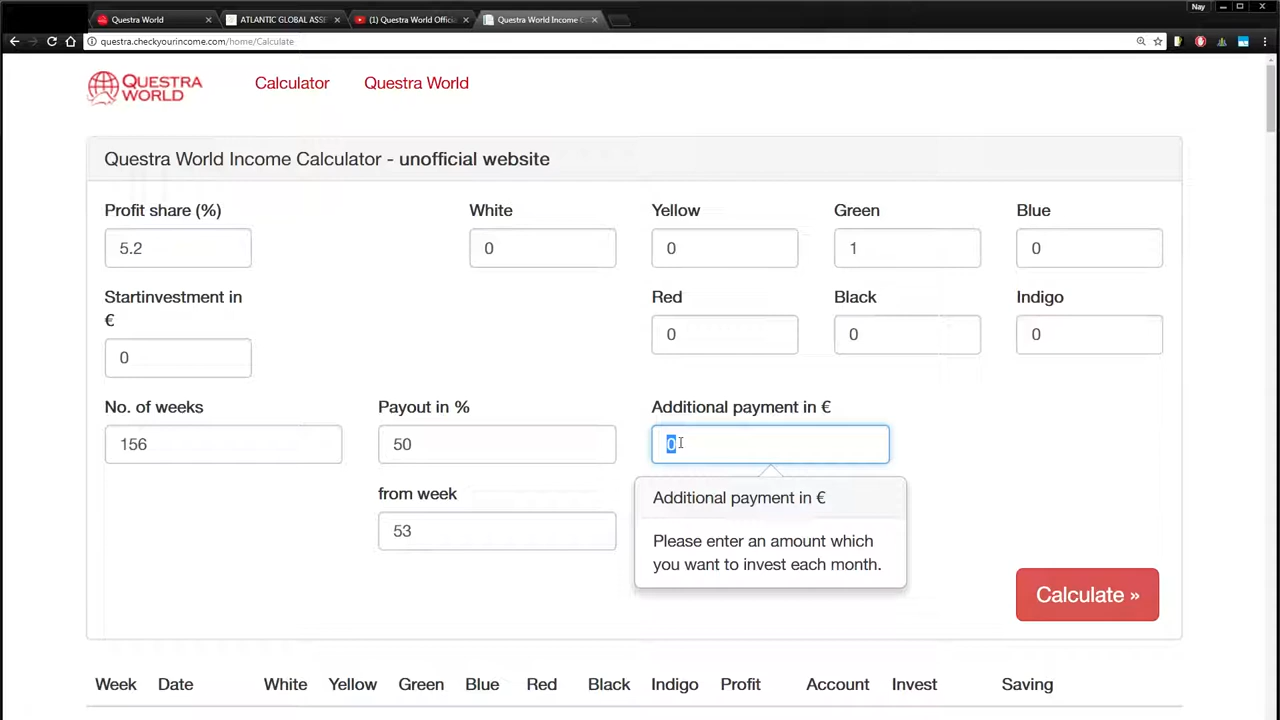 Nay
Questra World
ATLANTIC GLOBAL ASSE
(1) Questra World Offici
Questra World Income C
questra.checkyourincome.com/home/Calculate
QUESTRA
WORLD
Calculator
Questra World
Questra World Income Calculator - unofficial website
Profit share (%)
White
Yellow
Green
Blue
5.2
0
0
1
0
Startinvestment in
€
Red
Black
Indigo
0
0
0
0
No. of weeks
Payout in %
Additional payment in €
156
50
0
from week
Additional payment in €
53
Please enter an amount which
you want to invest each month.
Calculate »
Week Date White Yellow Green Blue Red Black Indigo Profit Account Invest Saving